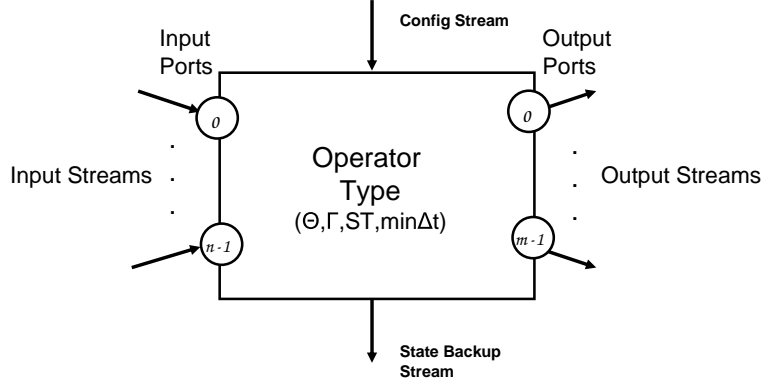 Config Stream
Input
Ports
Output
Ports
0
0
Operator
Type
(Θ,Γ,ST,minΔt)
Input Streams
Output Streams
n-1
m-1
State Backup
Stream